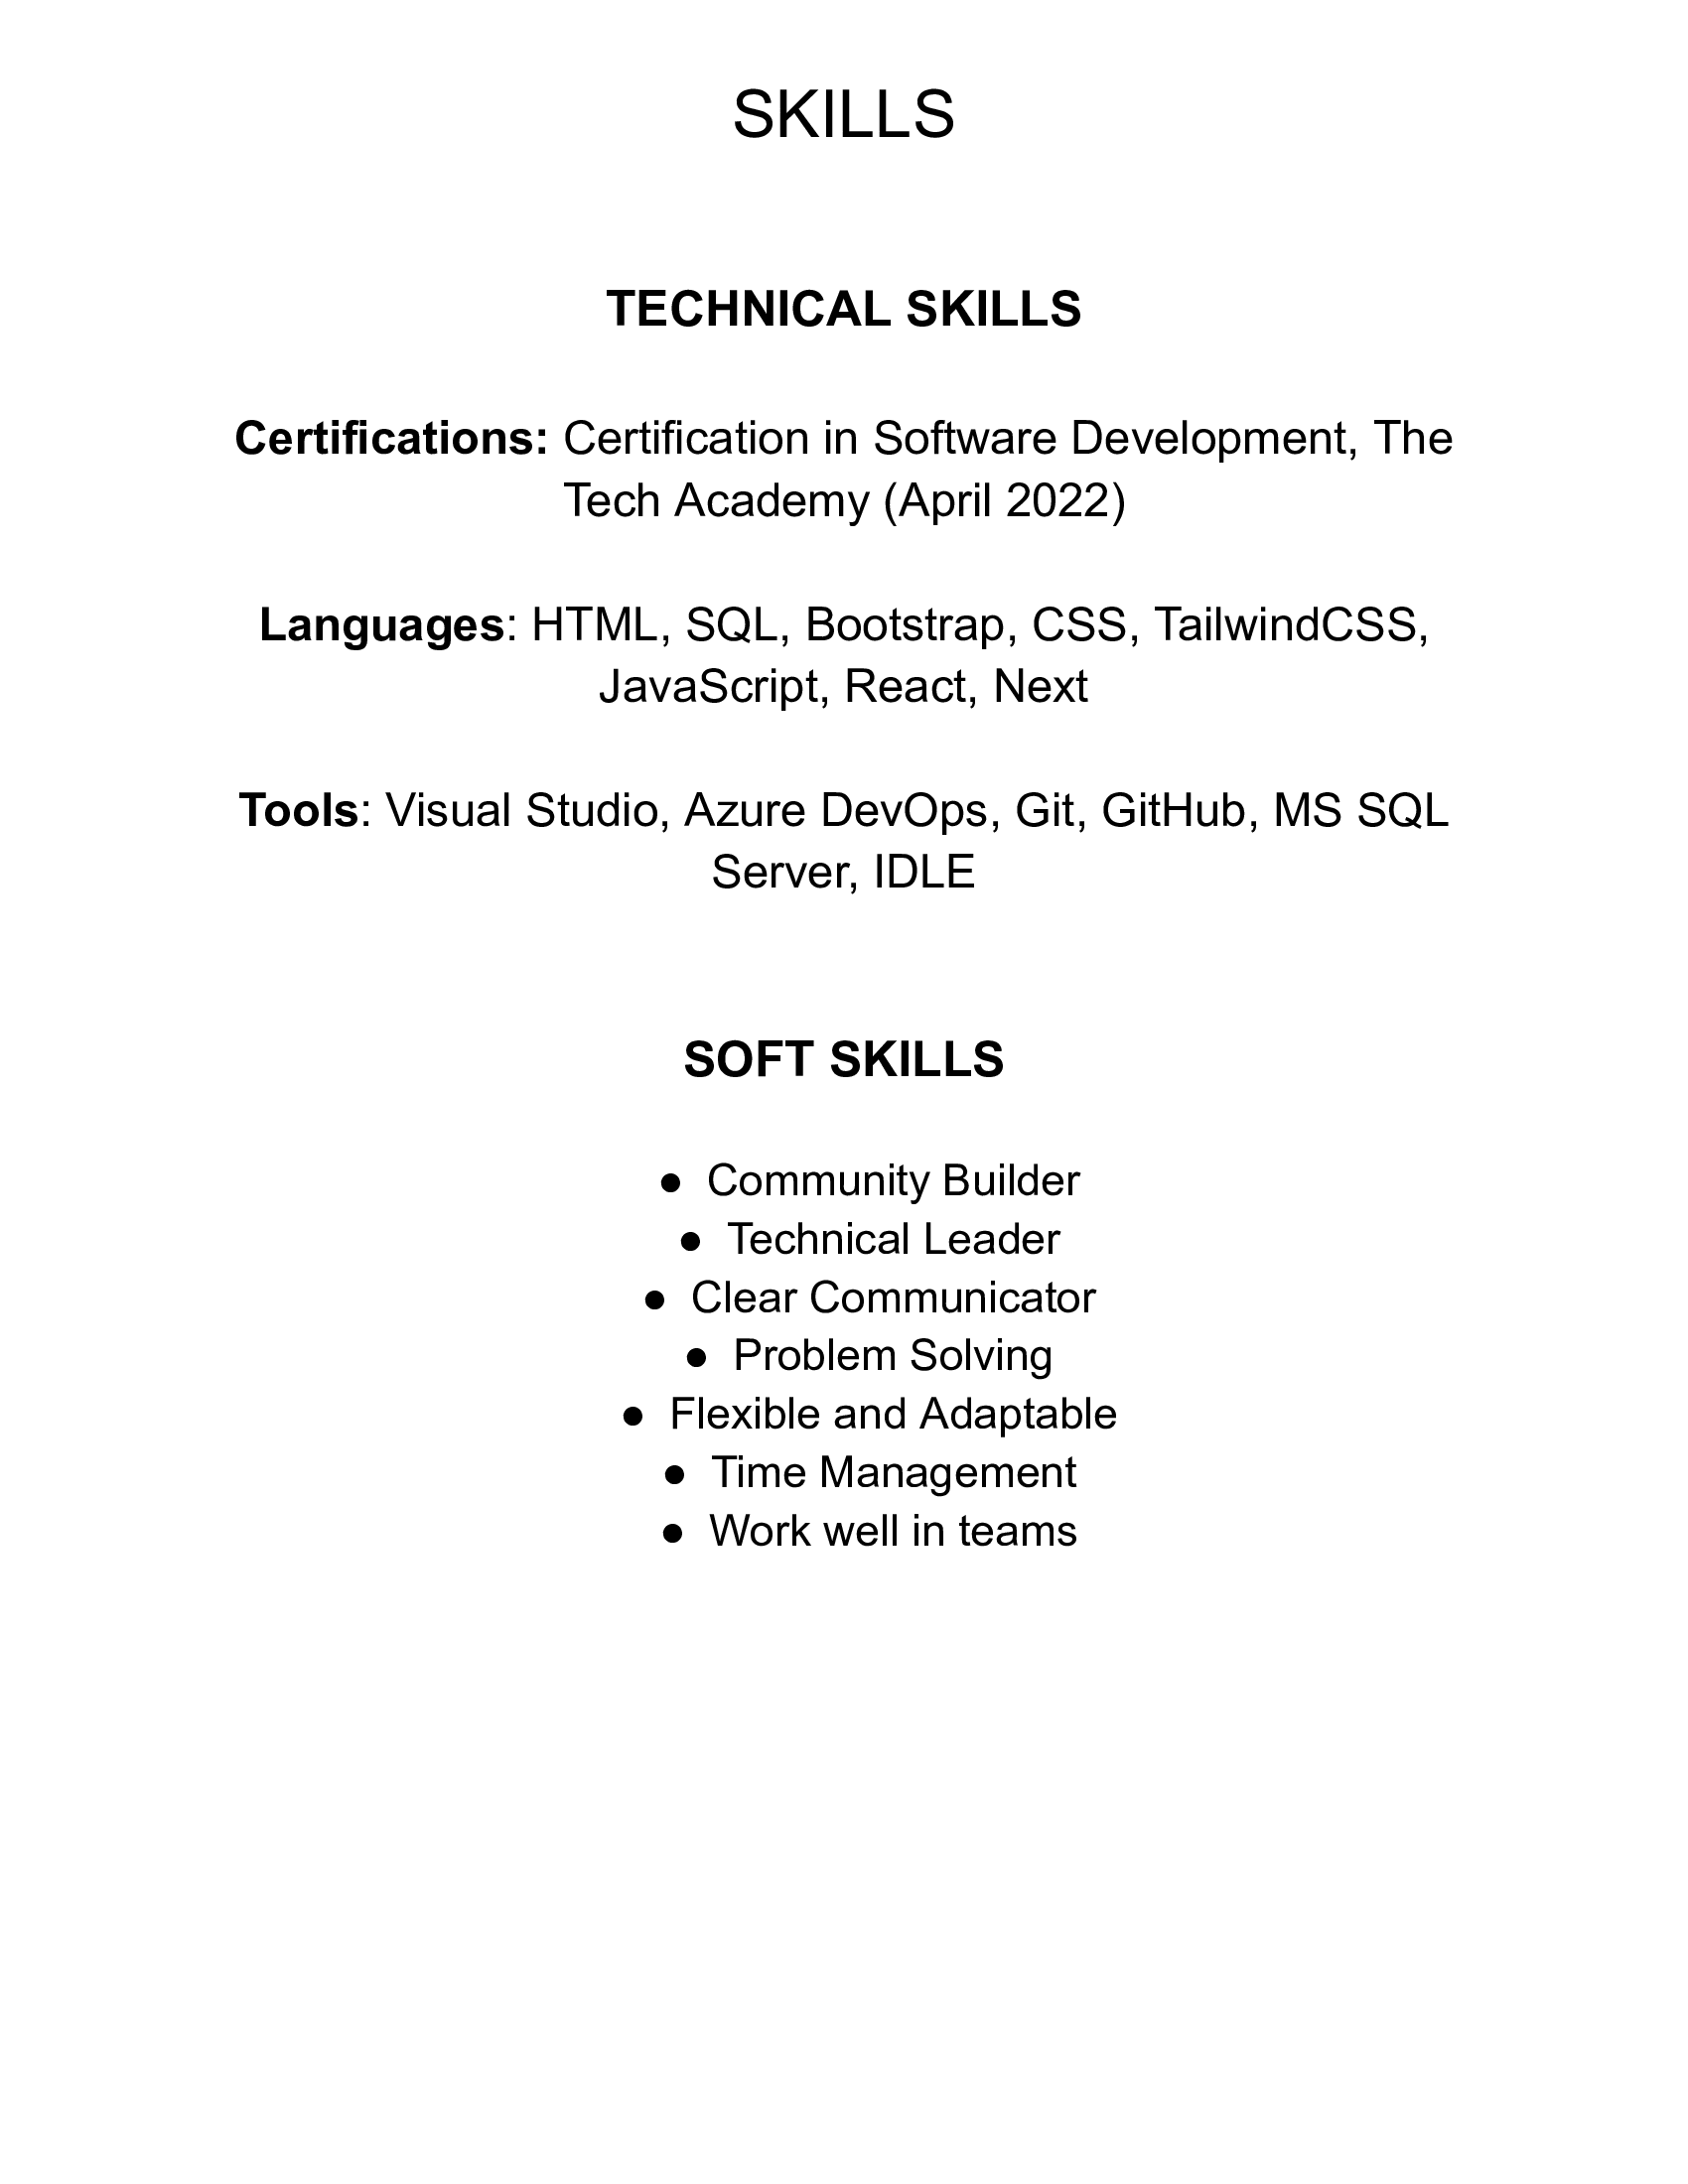 SKILLS
TECHNICAL SKILLS
Certifications: Certification in Software Development, The
Tech Academy (April 2022)
Languages: HTML, SQL, Bootstrap, CSS, TailwindCSS,
JavaScript, React, Next
Tools: Visual Studio, Azure DevOps, Git, GitHub, MS SQL
Server, IDLE
SOFT SKILLS
● Community Builder
● Technical Leader
● Clear Communicator
● Problem Solving
● Flexible and Adaptable
● Time Management
● Work well in teams